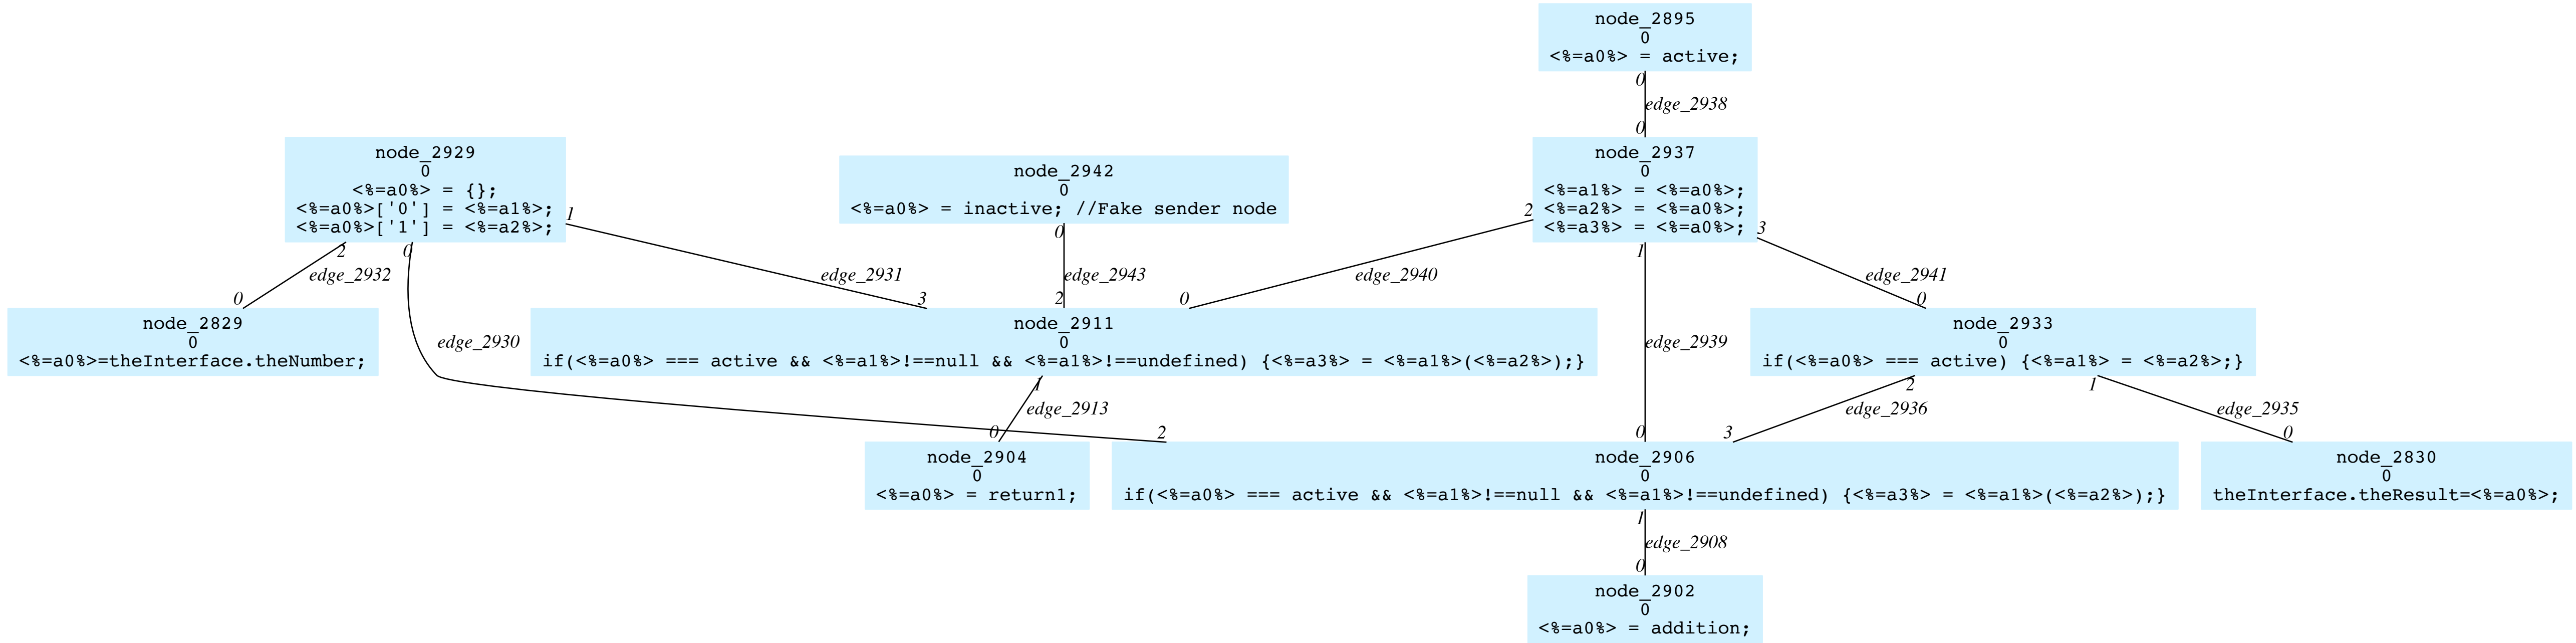 node_2895
0
<%=a0%> = active;
0
edge_2938
0
node_2929
0
<%=a0%> = {};
<%=a0%>['0'] = <%=a1%>;
<%=a0%>['1'] = <%=a2%>;
node_2942
0
<%=a0%> = inactive; //Fake sender node
node_2937
0
<%=a1%> = <%=a0%>;
<%=a2%> = <%=a0%>;
<%=a3%> = <%=a0%>;
2
0
1
0
2
1
3
edge_2932
edge_2931
edge_2943
edge_2940
edge_2941
0
3
2
0
0
node_2829
0
<%=a0%>=theInterface.theNumber;
edge_2930
node_2911
0
if(<%=a0%> === active && <%=a1%>!==null && <%=a1%>!==undefined) {<%=a3%> = <%=a1%>(<%=a2%>);}
edge_2939
node_2933
0
if(<%=a0%> === active) {<%=a1%> = <%=a2%>;}
1
2
1
edge_2913
edge_2936
edge_2935
0
2
0
3
0
node_2904
0
<%=a0%> = return1;
node_2906
0
if(<%=a0%> === active && <%=a1%>!==null && <%=a1%>!==undefined) {<%=a3%> = <%=a1%>(<%=a2%>);}
node_2830
0
theInterface.theResult=<%=a0%>;
1
edge_2908
0
node_2902
0
<%=a0%> = addition;